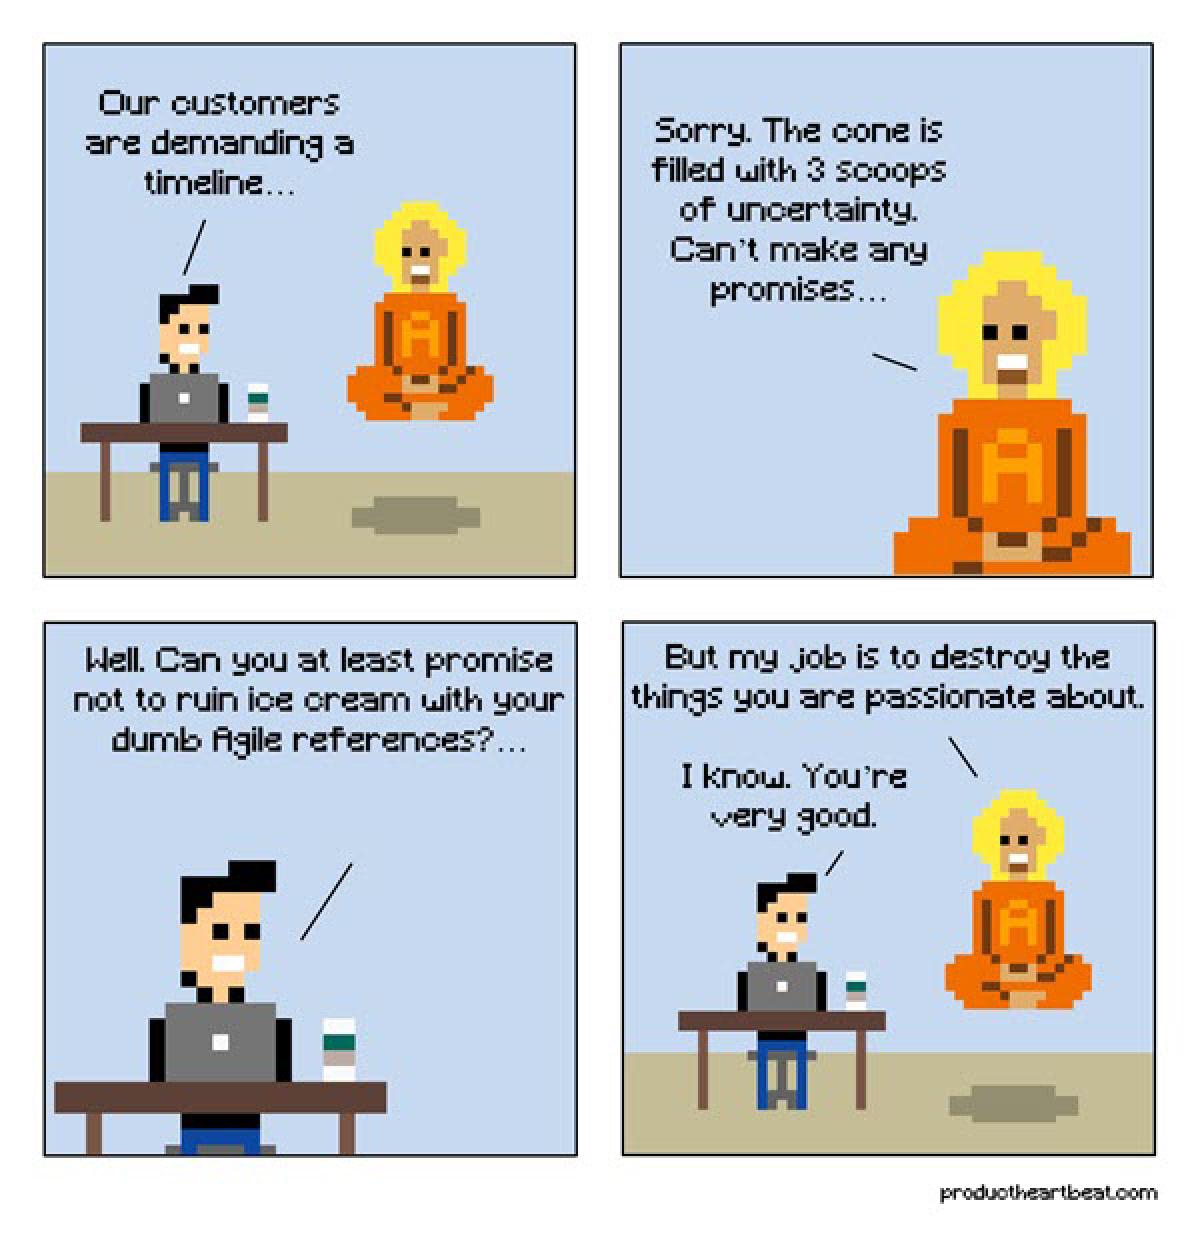 Our customers
are demanding a
timeline...
Sorry. The cone is
filled with 3 scoops
of uncertainty.
Can't make any
promises...
Well. Can you at least promise
not to ruin ice cream with your
dumb Agile references?...
But my job is to destroy the
things you are passionate about.
I know. You're
very good.
A
A
A
productheartbeat.com